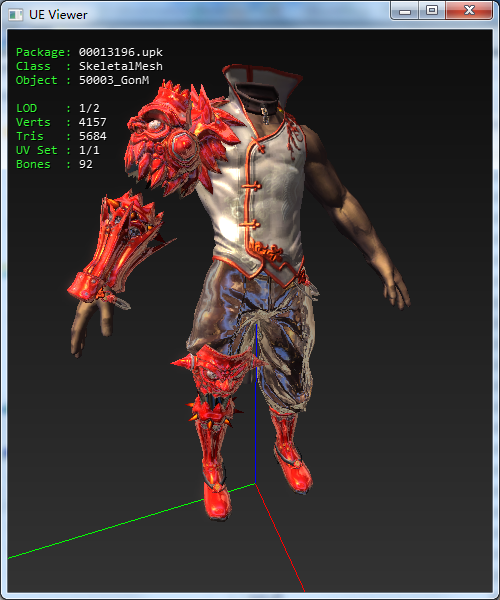 UE Viewer
Package: 00013196.upk
Class  : SkeletalMesh
Object : 50003_GonM
LOD    : 1/2
Verts  : 4157
Tris   : 5684
UV Set : 1/1
Bones  : 92